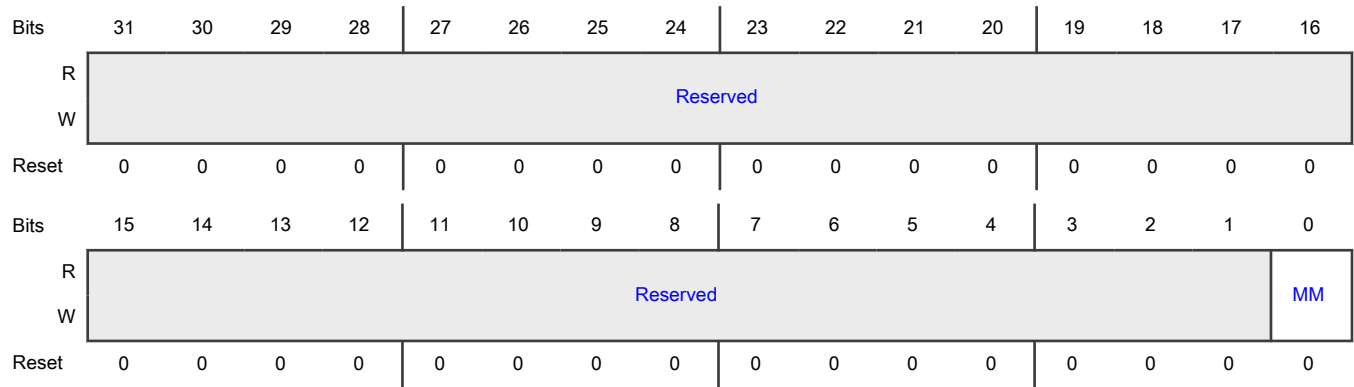 Bits 31 30 29 28 27 26 25 24 23 22 21 20 19 18 17 16
R
Reserved
W
Reset 0 0 0 0 0 0 0 0 0 0 0 0 0 0 0 0
Bits 15 14 13 12 11 10 9 8 7 6 5 4 3 2 1 0
R
Reserved MM
W
Reset 0 0 0 0 0 0 0 0 0 0 0 0 0 0 0 0